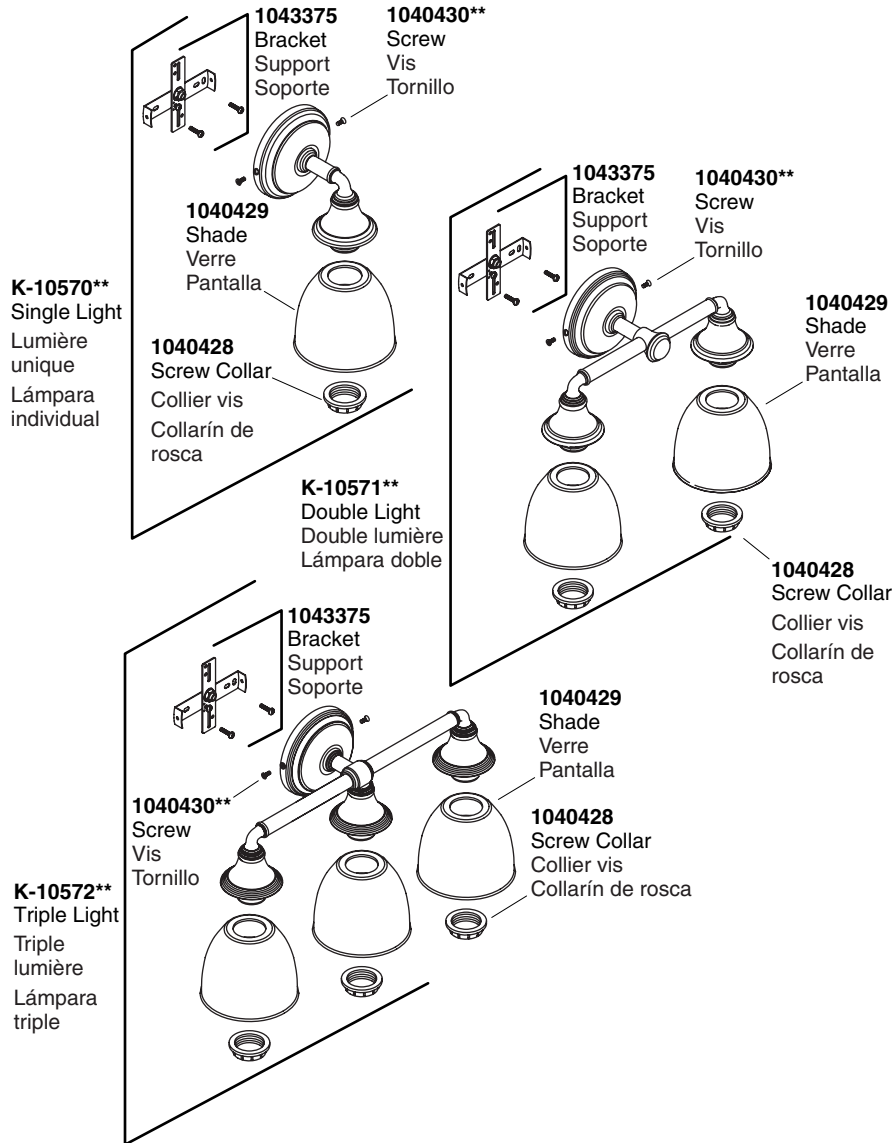 1043375
Bracket
Support
Soporte
1040430**
Screw
Vis
Tornillo
1040429
Shade
Verre
Pantalla
K-10570**
Single Light
Lumière
unique
Lámpara
individual
1040428
Screw Collar
Collier vis
Collarín de
rosca
1043375
Bracket
Support
Soporte
1040430**
Screw
Vis
Tornillo
1040429
Shade
Verre
Pantalla
K-10571**
Double Light
Double lumière
Lámpara doble
1040428
Screw Collar
Collier vis
Collarín de
rosca
1043375
Bracket
Support
Soporte
1040429
Shade
Verre
Pantalla
1040430**
Screw
Vis
Tornillo
1040428
Screw Collar
Collier vis
Collarín de rosca
K-10572**
Triple Light
Triple
lumière
Lámpara
triple